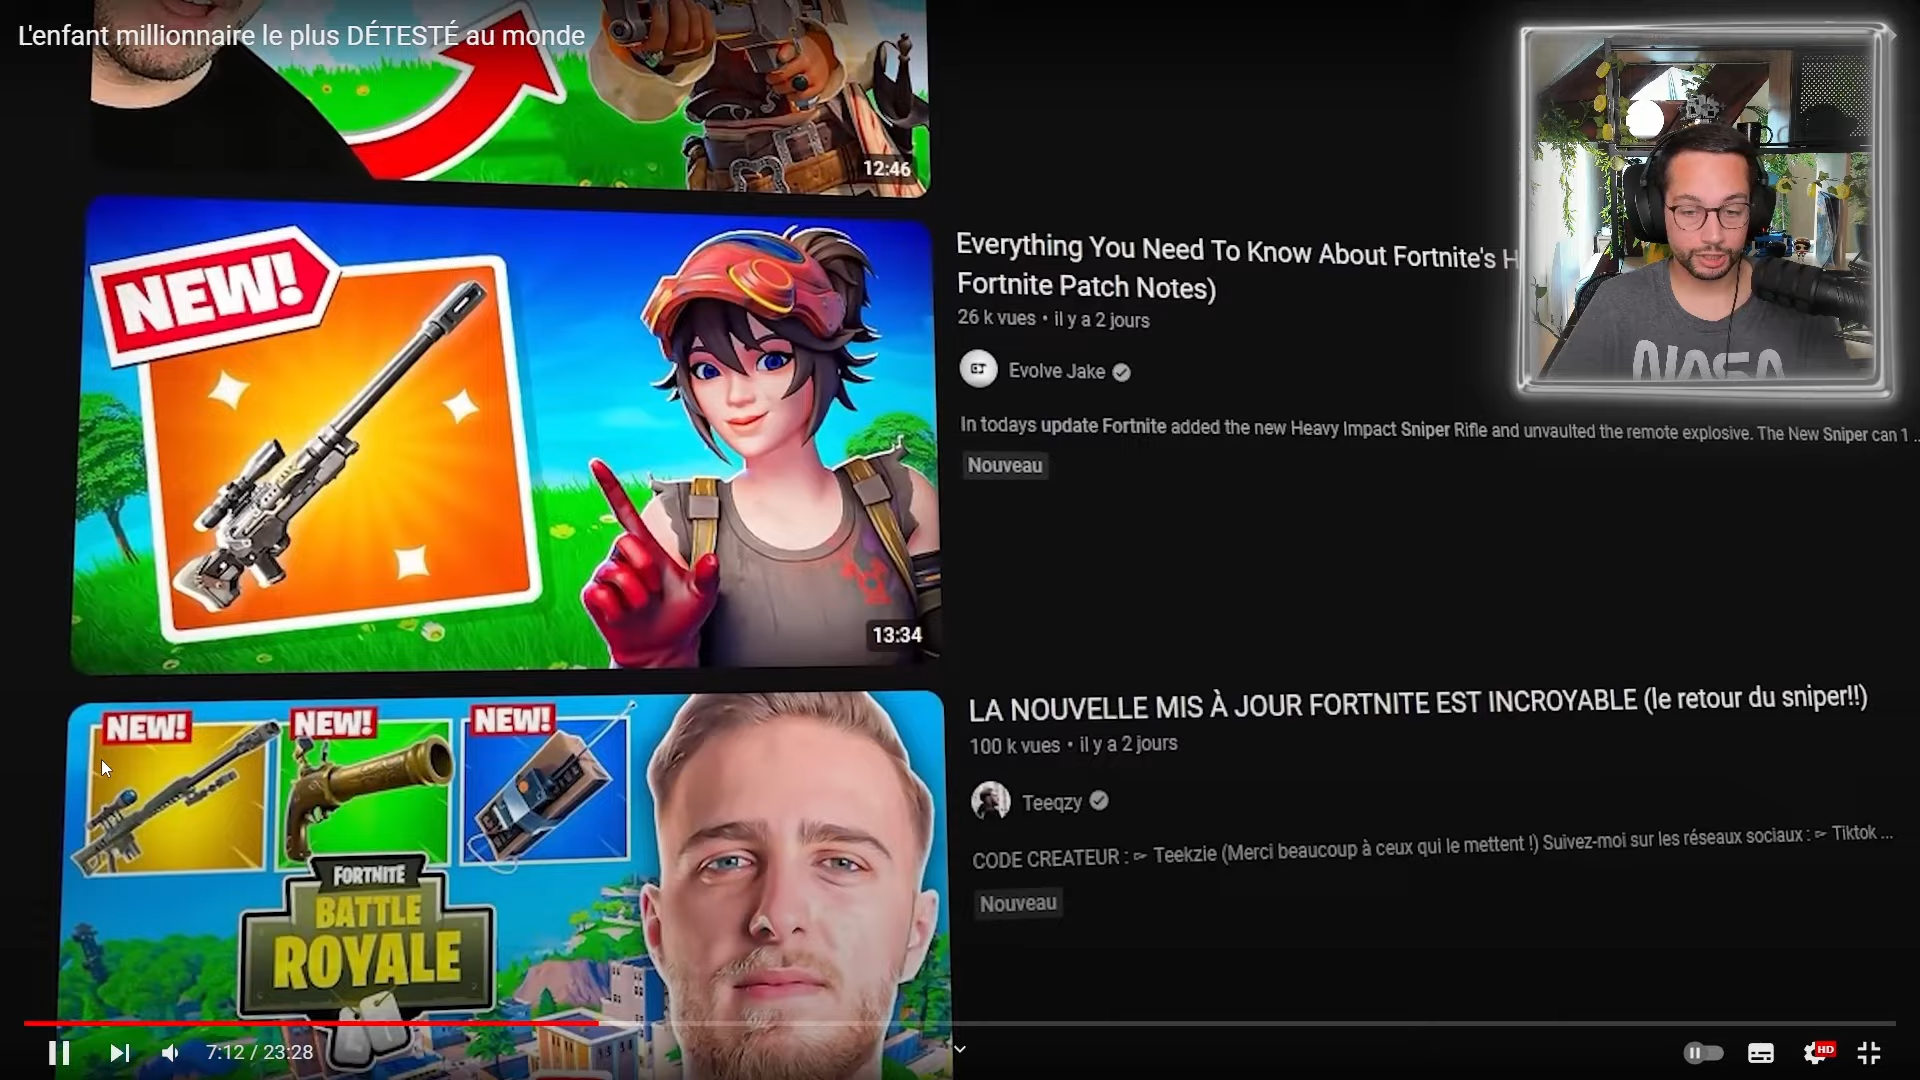 L'enfant millionnaire le plus DÉTESTÉ au monde
12:46
NEW!
13:34
Everything You Need To Know About Fortnite's H
Fortnite Patch Notes)
26 k vues • il y a 2 jours
Evolve Jake
In todays update Fortnite added the new Heavy Impact Sniper Rifle and unvaulted the remote explosive. The New Sniper can 1 ...
Nouveau
NASA
NEW!
NEW!
NEW!
FORTNITE
BATTLE
ROYALE
LA NOUVELLE MIS À JOUR FORTNITE EST INCROYABLE (le retour du sniper!!)
100 k vues • il y a 2 jours
Teeqzy
CODE CREATEUR : ➛ Teekzie (Merci beaucoup à ceux qui le mettent !) Suivez-moi sur les réseaux sociaux : ➛ Tiktok ...
Nouveau
7:12 / 23:28
HD